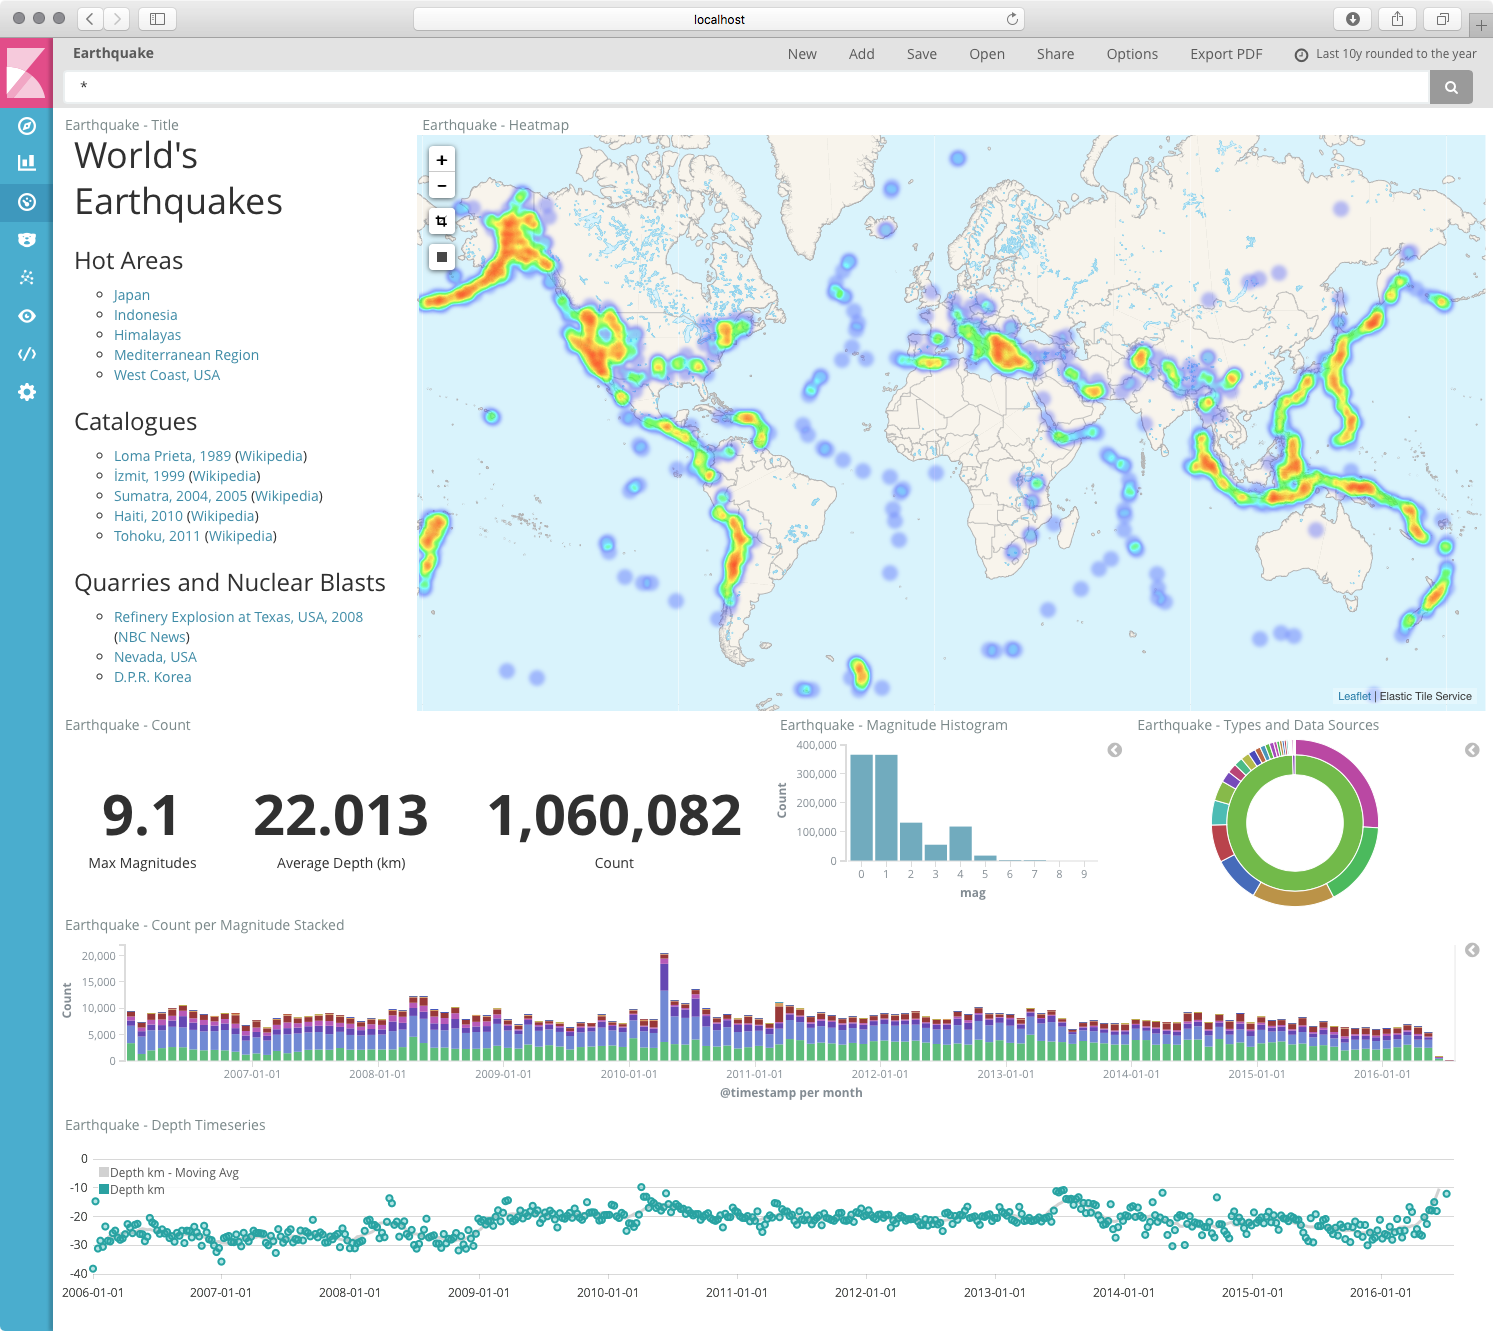 localhost
Earthquake
New Add Save Open Share Options Export PDF Last 10y rounded to the year
*
Earthquake - Title
World's
Earthquakes
Hot Areas
Japan
Indonesia
Himalayas
Mediterranean Region
West Coast, USA
Catalogues
Loma Prieta, 1989 (Wikipedia)
İzmit, 1999 (Wikipedia)
Sumatra, 2004, 2005 (Wikipedia)
Haiti, 2010 (Wikipedia)
Tohoku, 2011 (Wikipedia)
Quarries and Nuclear Blasts
Refinery Explosion at Texas, USA, 2008
(NBC News)
Nevada, USA
D.P.R. Korea
Earthquake - Heatmap
+
−
Leaflet | Elastic Tile Service
Earthquake - Count
9.1 22.013 1,060,082
Max Magnitudes Average Depth (km) Count
Earthquake - Magnitude Histogram
400,000
300,000
200,000
100,000
0
Count
0 1 2 3 4 5 6 7 8 9
mag
Earthquake - Types and Data Sources
Earthquake - Count per Magnitude Stacked
20,000
15,000
10,000
5,000
0
Count
2007-01-01 2008-01-01 2009-01-01 2010-01-01 2011-01-01 2012-01-01 2013-01-01 2014-01-01 2015-01-01 2016-01-01
@timestamp per month
Earthquake - Depth Timeseries
0
-10
-20
-30
-40
Depth km - Moving Avg
Depth km
2006-01-01 2007-01-01 2008-01-01 2009-01-01 2010-01-01 2011-01-01 2012-01-01 2013-01-01 2014-01-01 2015-01-01 2016-01-01